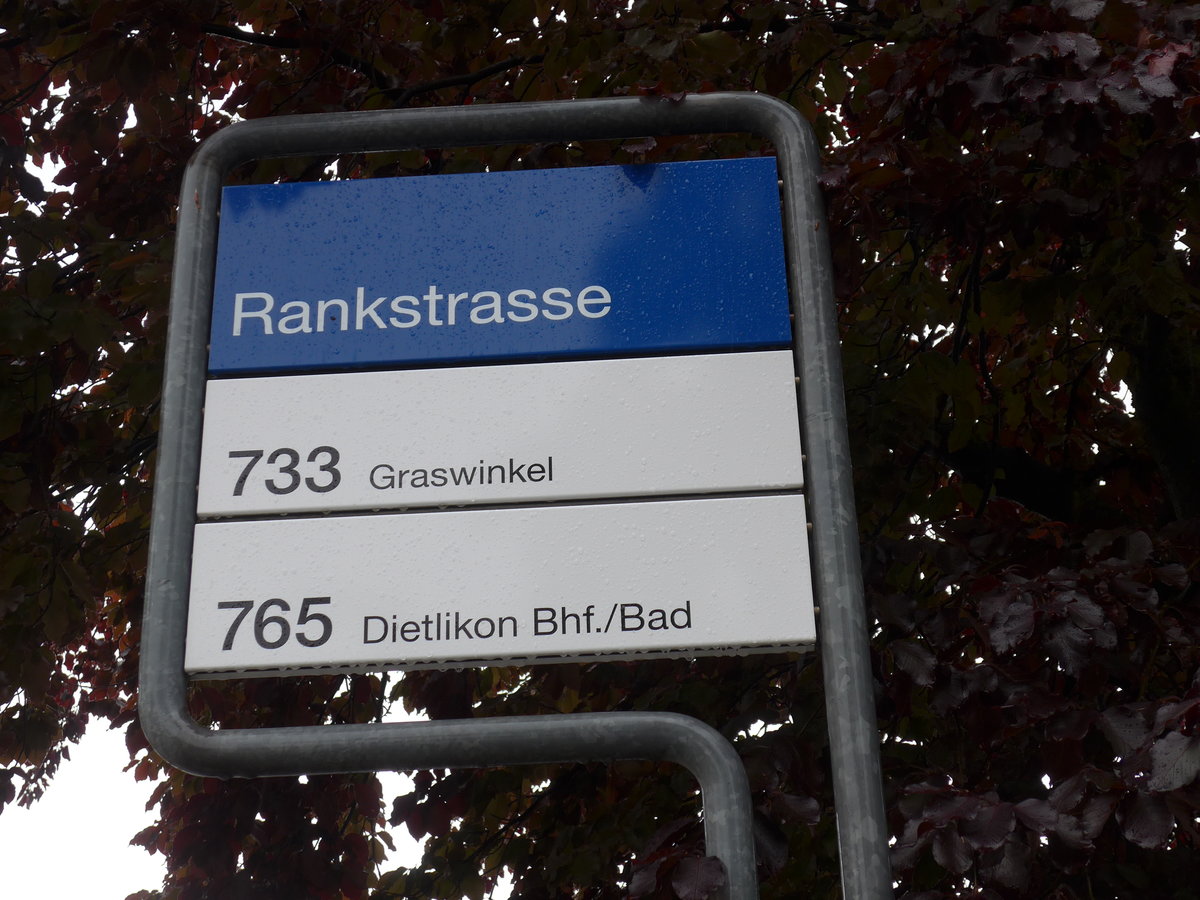 Rankstrasse
733 Graswinkel
765 Dietlikon Bhf./Bad